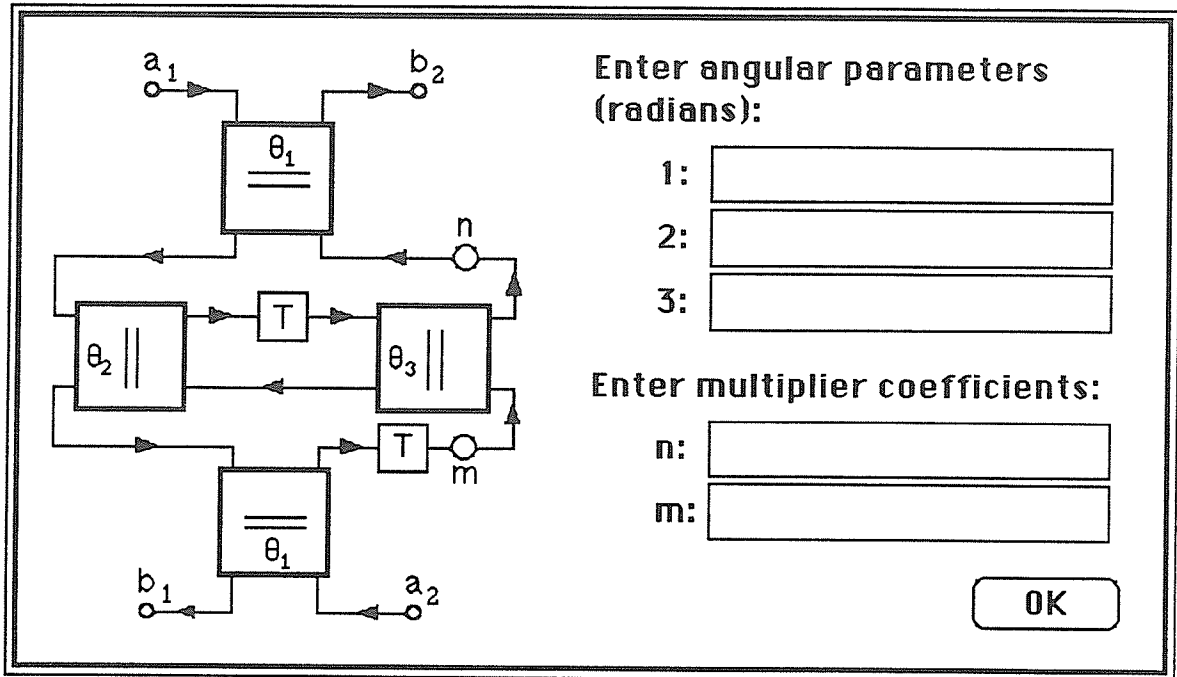 a₁
b₂
θ₁
n
T
θ₂
θ₃
T
m
θ₁
b₁
a₂
Enter angular parameters
(radians):
1:
2:
3:
Enter multiplier coefficients:
n:
m:
OK